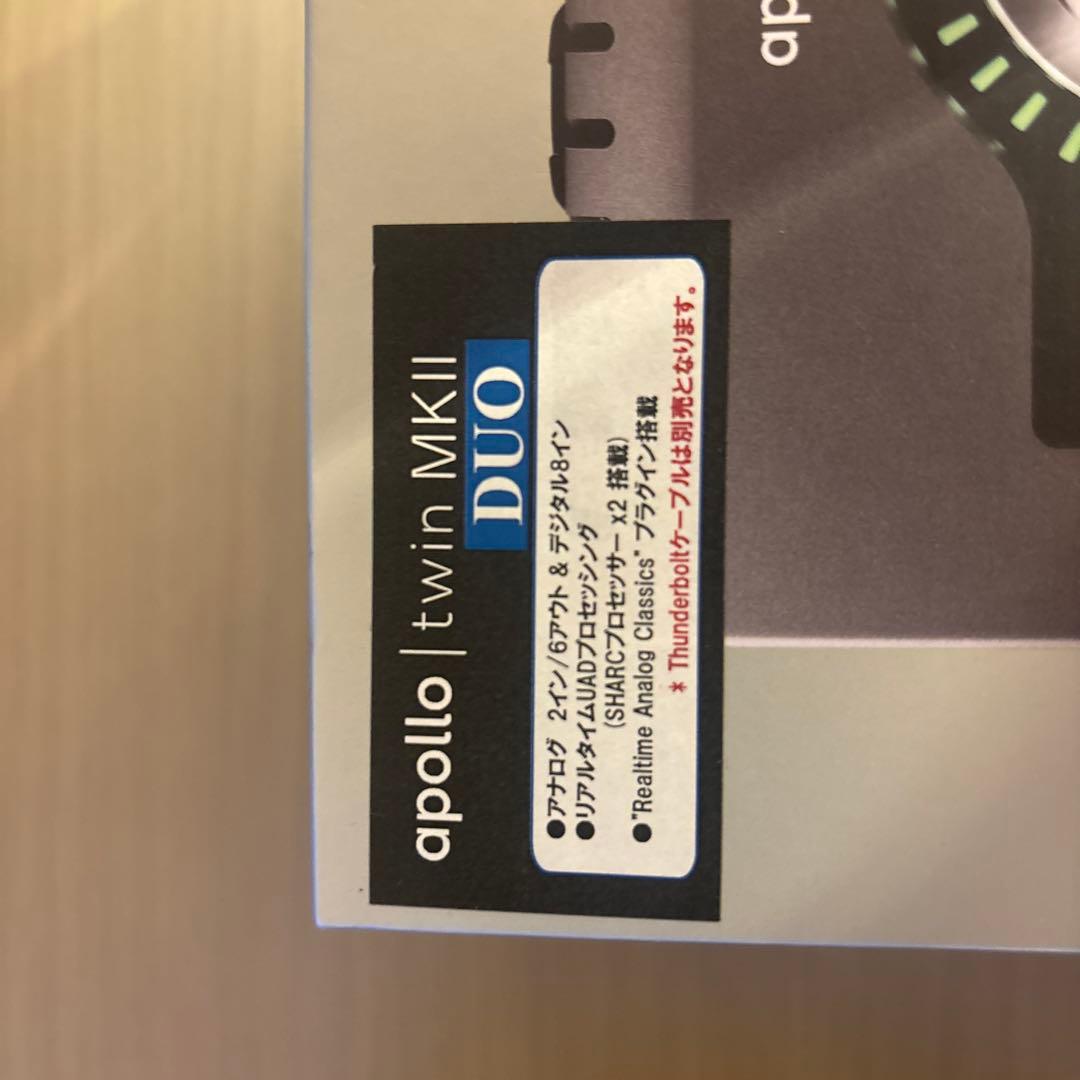 ap
apollo | twin MKII
DUO
●アナログ 2イン/6アウト & デジタル8イン
●リアルタイムUADプロセッシング
(SHARCプロセッサー x2 搭載)
●"Realtime Analog Classics" プラグイン搭載
* Thunderboltケーブルは別売となります。